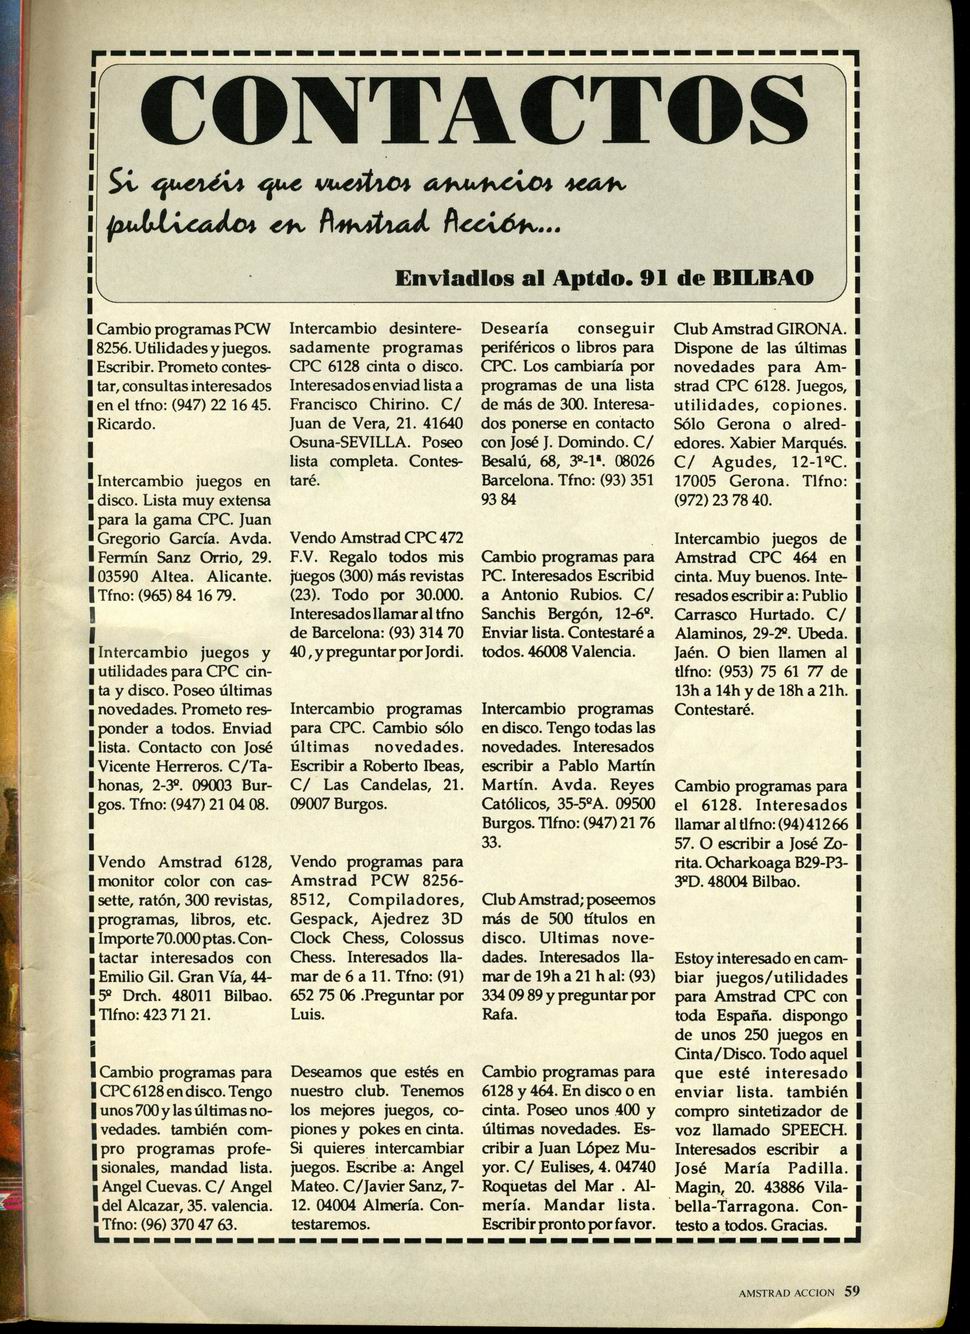 CONTACTOS
Si queréis que vuestros anuncios sean
publicados en Amstrad Acción...
Enviadlos al Aptdo. 91 de BILBAO
Cambio programas PCW
8256. Utilidades y juegos.
Escribir. Prometo contes-
tar, consultas interesados
en el tfno: (947) 22 16 45.
Ricardo.
Intercambio juegos en
disco. Lista muy extensa
para la gama CPC. Juan
Gregorio García. Avda.
Fermín Sanz Orrio, 29.
03590 Altea. Alicante.
Tfno: (965) 84 16 79.
Intercambio juegos y
utilidades para CPC cin-
ta y disco. Poseo últimas
novedades. Prometo res-
ponder a todos. Enviad
lista. Contacto con José
Vicente Herreros. C/Ta-
honas, 2-3º. 09003 Bur-
gos. Tfno: (947) 21 04 08.
Vendo Amstrad 6128,
monitor color con cas-
sette, ratón, 300 revistas,
programas, libros, etc.
Importe 70.000 ptas. Con-
tactar interesados con
Emilio Gil. Gran Vía, 44-
5º Drch. 48011 Bilbao.
Tlfno: 423 71 21.
Cambio programas para
CPC 6128 en disco. Tengo
unos 700 y las últimas no-
vedades. también com-
pro programas profe-
sionales, mandad lista.
Angel Cuevas. C/ Angel
del Alcazar, 35. valencia.
Tfno: (96) 370 47 63.
Intercambio desintere-
sadamente programas
CPC 6128 cinta o disco.
Interesados enviad lista a
Francisco Chirino. C/
Juan de Vera, 21. 41640
Osuna-SEVILLA. Poseo
lista completa. Contes-
taré.
Vendo Amstrad CPC 472
F.V. Regalo todos mis
juegos (300) más revistas
(23). Todo por 30.000.
Interesados llamar al tfno
de Barcelona: (93) 314 70
40 , y preguntar por Jordi.
Intercambio programas
para CPC. Cambio sólo
últimas novedades.
Escribir a Roberto Ibeas,
C/ Las Candelas, 21.
09007 Burgos.
Vendo programas para
Amstrad PCW 8256-
8512, Compiladores,
Gespack, Ajedrez 3D
Clock Chess, Colossus
Chess. Interesados lla-
mar de 6 a 11. Tfno: (91)
652 75 06 .Preguntar por
Luis.
Deseamos que estés en
nuestro club. Tenemos
los mejores juegos, co-
piones y pokes en cinta.
Si quieres intercambiar
juegos. Escribe a: Angel
Mateo. C/Javier Sanz, 7-
12. 04004 Almería. Con-
testaremos.
Desearía conseguir
periféricos o libros para
CPC. Los cambiaría por
programas de una lista
de más de 300. Interesa-
dos ponerse en contacto
con José J. Domindo. C/
Besalú, 68, 3º-1ª. 08026
Barcelona. Tfno: (93) 351
93 84
Cambio programas para
PC. Interesados Escribid
a Antonio Rubios. C/
Sanchis Bergón, 12-6º.
Enviar lista. Contestaré a
todos. 46008 Valencia.
Intercambio programas
en disco. Tengo todas las
novedades. Interesados
escribir a Pablo Martín
Martín. Avda. Reyes
Católicos, 35-5ºA. 09500
Burgos. Tlfno: (947) 21 76
33.
Club Amstrad; poseemos
más de 500 títulos en
disco. Ultimas nove-
dades. Interesados lla-
mar de 19h a 21 h al: (93)
334 09 89 y preguntar por
Rafa.
Cambio programas para
6128 y 464. En disco o en
cinta. Poseo unos 400 y
últimas novedades. Es-
cribir a Juan López Mu-
yor. C/ Eulises, 4. 04740
Roquetas del Mar . Al-
mería. Mandar lista.
Escribir pronto por favor.
Club Amstrad GIRONA.
Dispone de las últimas
novedades para Am-
strad CPC 6128. Juegos,
utilidades, copiones.
Sólo Gerona o alred-
edores. Xabier Marqués.
C/ Agudes, 12-1ºC.
17005 Gerona. Tlfno:
(972) 23 78 40.
Intercambio juegos de
Amstrad CPC 464 en
cinta. Muy buenos. Inte-
resados escribir a: Publio
Carrasco Hurtado. C/
Alaminos, 29-2º. Ubeda.
Jaén. O bien llamen al
tlfno: (953) 75 61 77 de
13h a 14h y de 18h a 21h.
Contestaré.
Cambio programas para
el 6128. Interesados
llamar al tlfno: (94) 412 66
57. O escribir a José Zo-
rita. Ocharkoaga B29-P3-
3ºD. 48004 Bilbao.
Estoy interesado en cam-
biar juegos/utilidades
para Amstrad CPC con
toda España. dispongo
de unos 250 juegos en
Cinta/Disco. Todo aquel
que esté interesado
enviar lista. también
compro sintetizador de
voz llamado SPEECH.
Interesados escribir a
José María Padilla.
Magin, 20. 43886 Vila-
bella-Tarragona. Con-
testo a todos. Gracias.
AMSTRAD ACCION 59